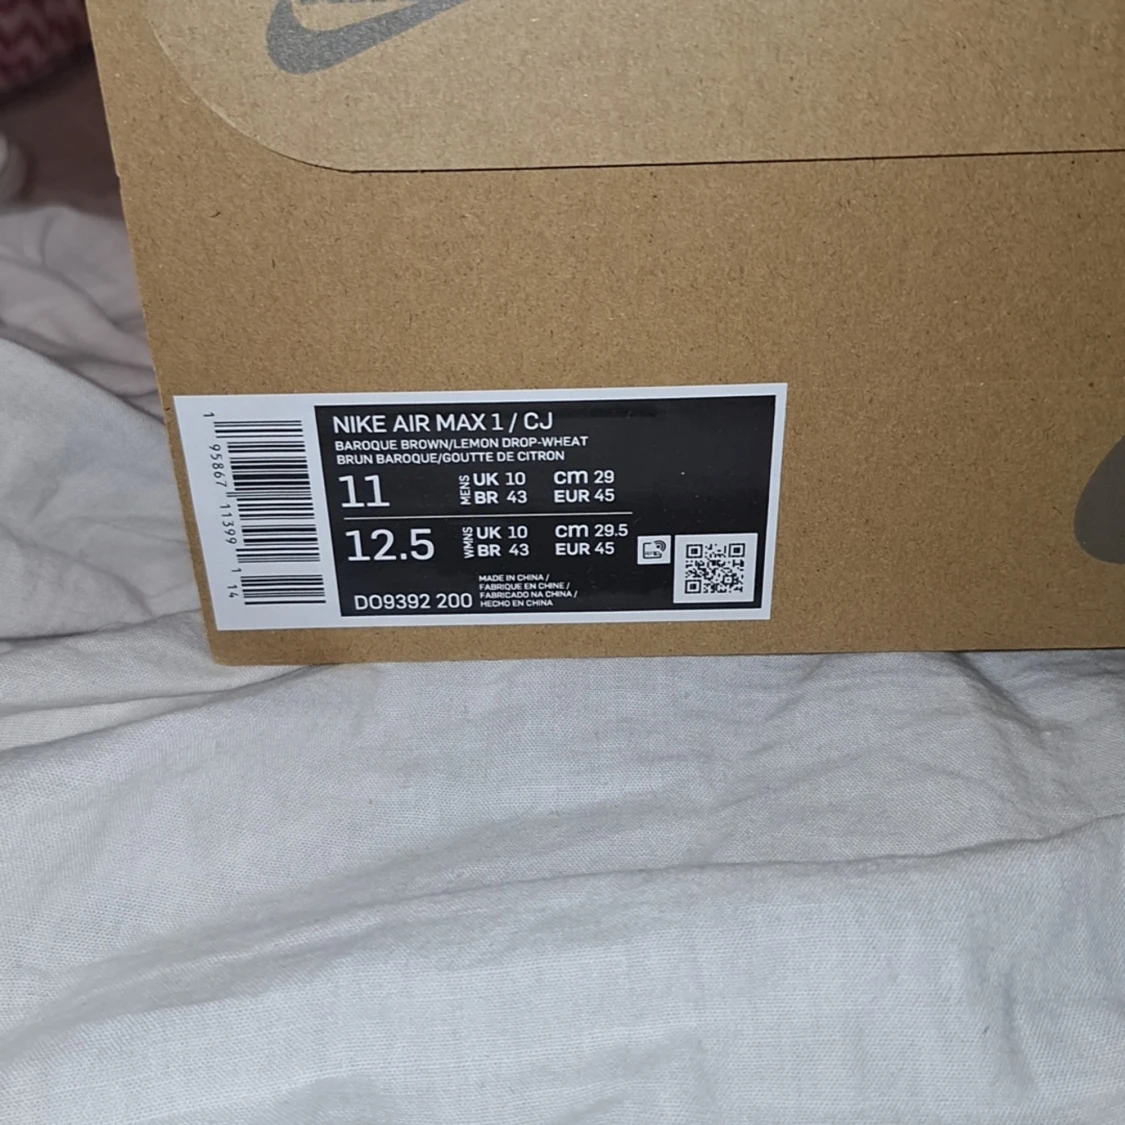 NIKE AIR MAX 1 / CJ
BAROQUE BROWN/LEMON DROP-WHEAT
BRUN BAROQUE/GOUTTE DE CITRON
11 MENS UK 10 cm 29
BR 43 EUR 45
12.5 WMNS UK 10 cm 29.5
BR 43 EUR 45
MADE IN CHINA /
FABRIQUE EN CHINE /
FABRICADO NA CHINA /
HECHO EN CHINA
DO9392 200
1 95867 11399 1 4